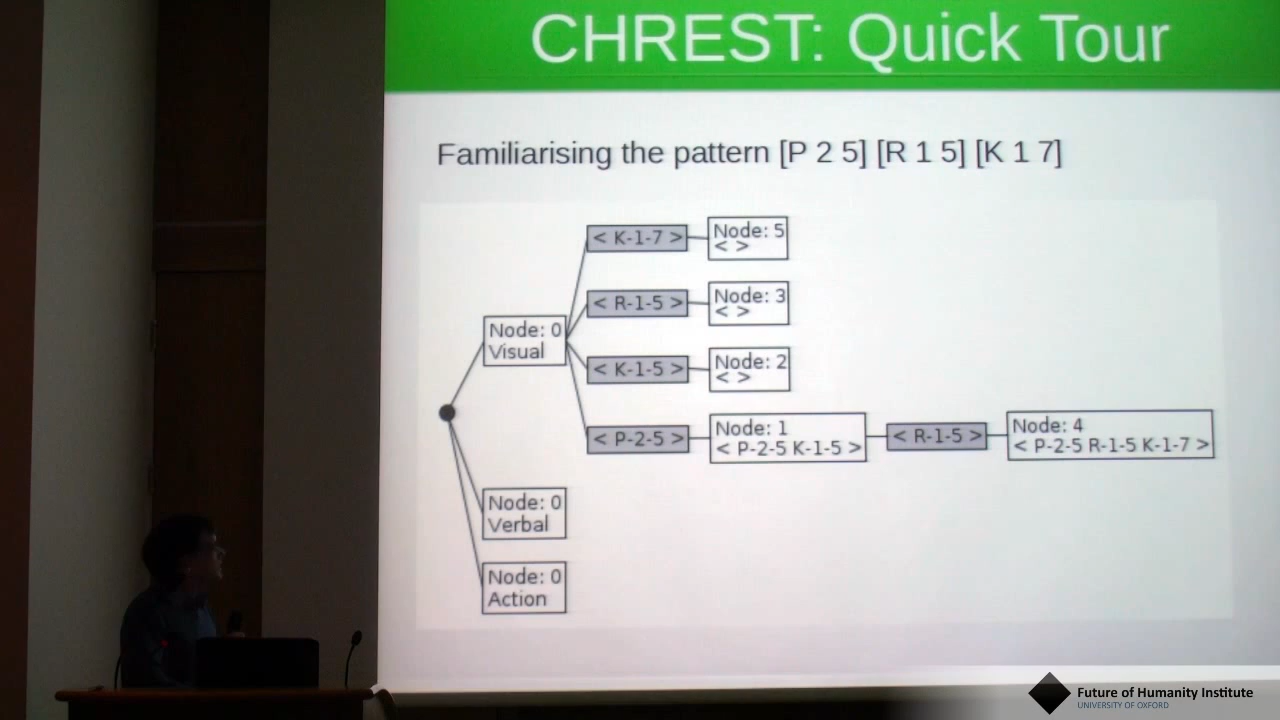 CHREST: Quick Tour
Familiarising the pattern [P 2 5] [R 1 5] [K 1 7]
< K-1-7 >
Node: 5
< >
< R-1-5 >
Node: 3
< >
Node: 0
Visual
< K-1-5 >
Node: 2
< >
< P-2-5 >
Node: 1
< P-2-5 K-1-5 >
< R-1-5 >
Node: 4
< P-2-5 R-1-5 K-1-7 >
Node: 0
Verbal
Node: 0
Action
Future of Humanity Institute
UNIVERSITY OF OXFORD